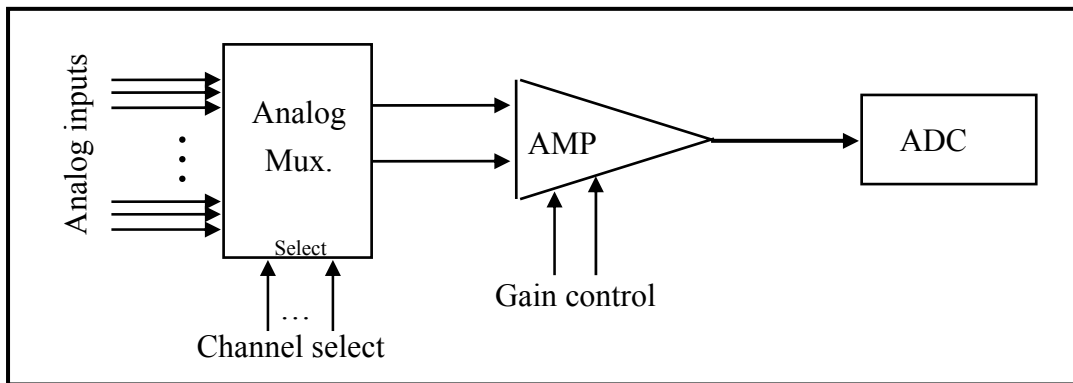 Analog inputs
Analog
Mux.
Select
...
Channel select
AMP
Gain control
ADC